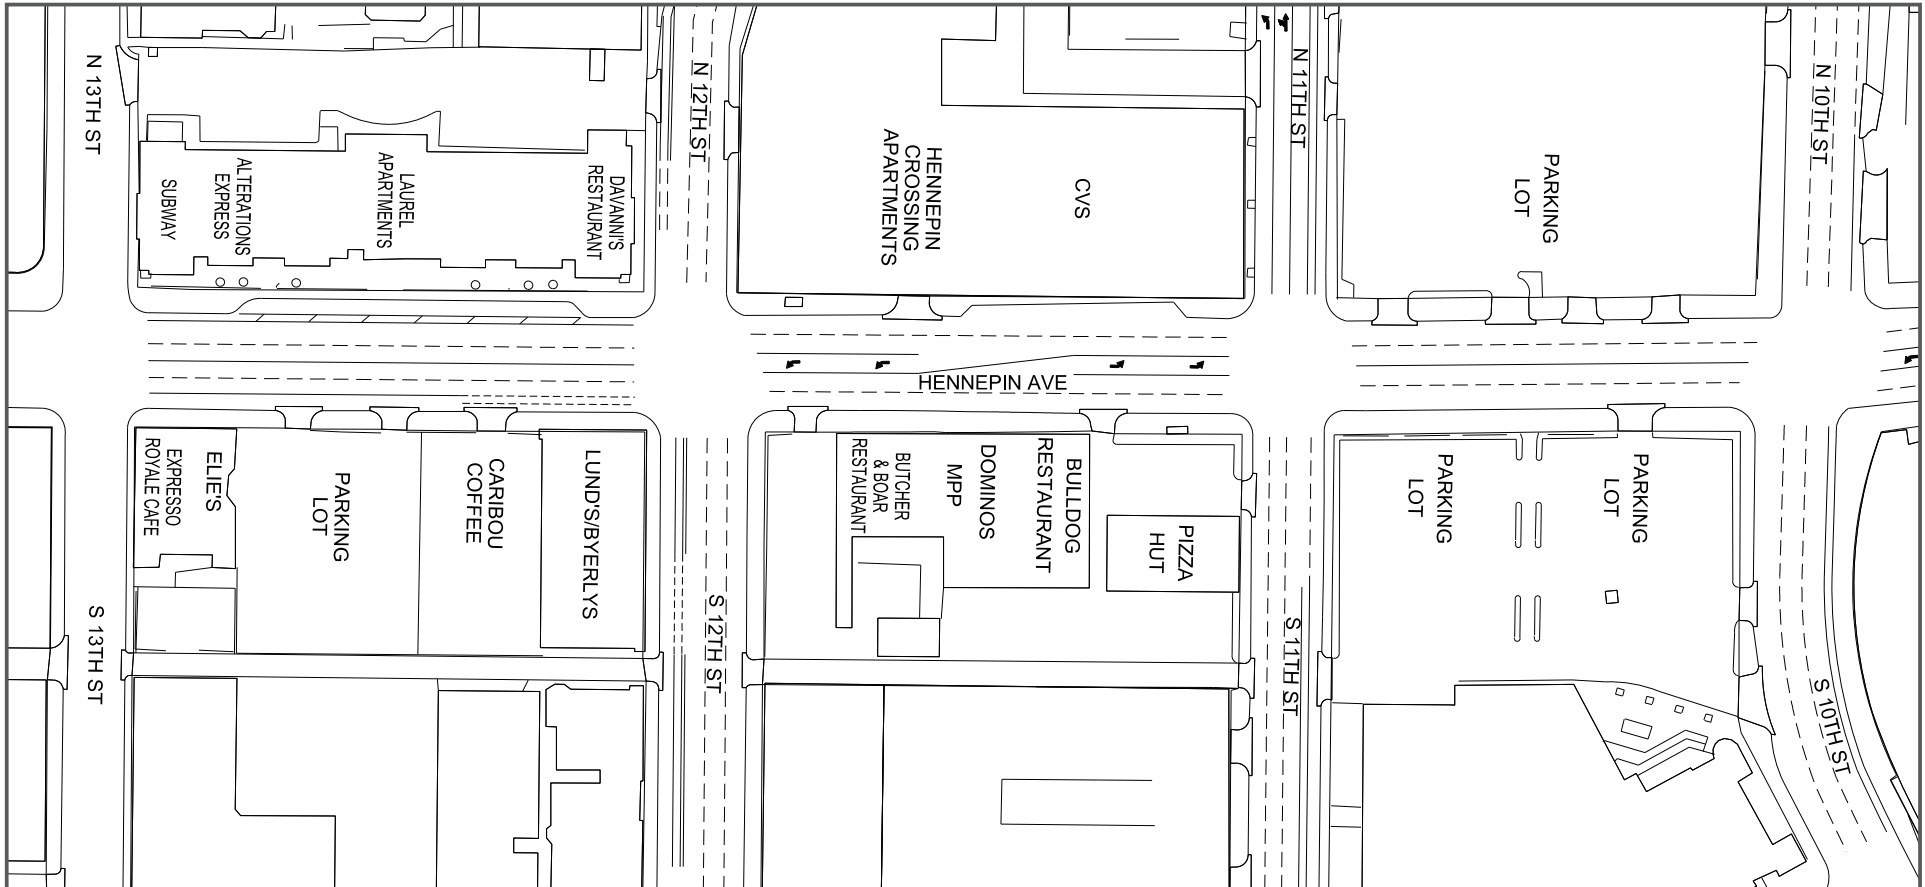 N 13TH ST
SUBWAY
ALTERATIONS
EXPRESS
LAUREL
APARTMENTS
DAVANNI'S
RESTAURANT
N 12TH ST
HENNEPIN
CROSSING
APARTMENTS
CVS
N 11TH ST
PARKING
LOT
N 10TH ST
HENNEPIN AVE
S 13TH ST
ELIE'S
EXPRESSO
ROYALE CAFE
PARKING
LOT
CARIBOU
COFFEE
LUND'S/BYERLYS
S 12TH ST
BUTCHER
& BOAR
RESTAURANT
BULLDOG
RESTAURANT
DOMINOS
MPP
PIZZA
HUT
S 11TH ST
PARKING
LOT
PARKING
LOT
S 10TH ST